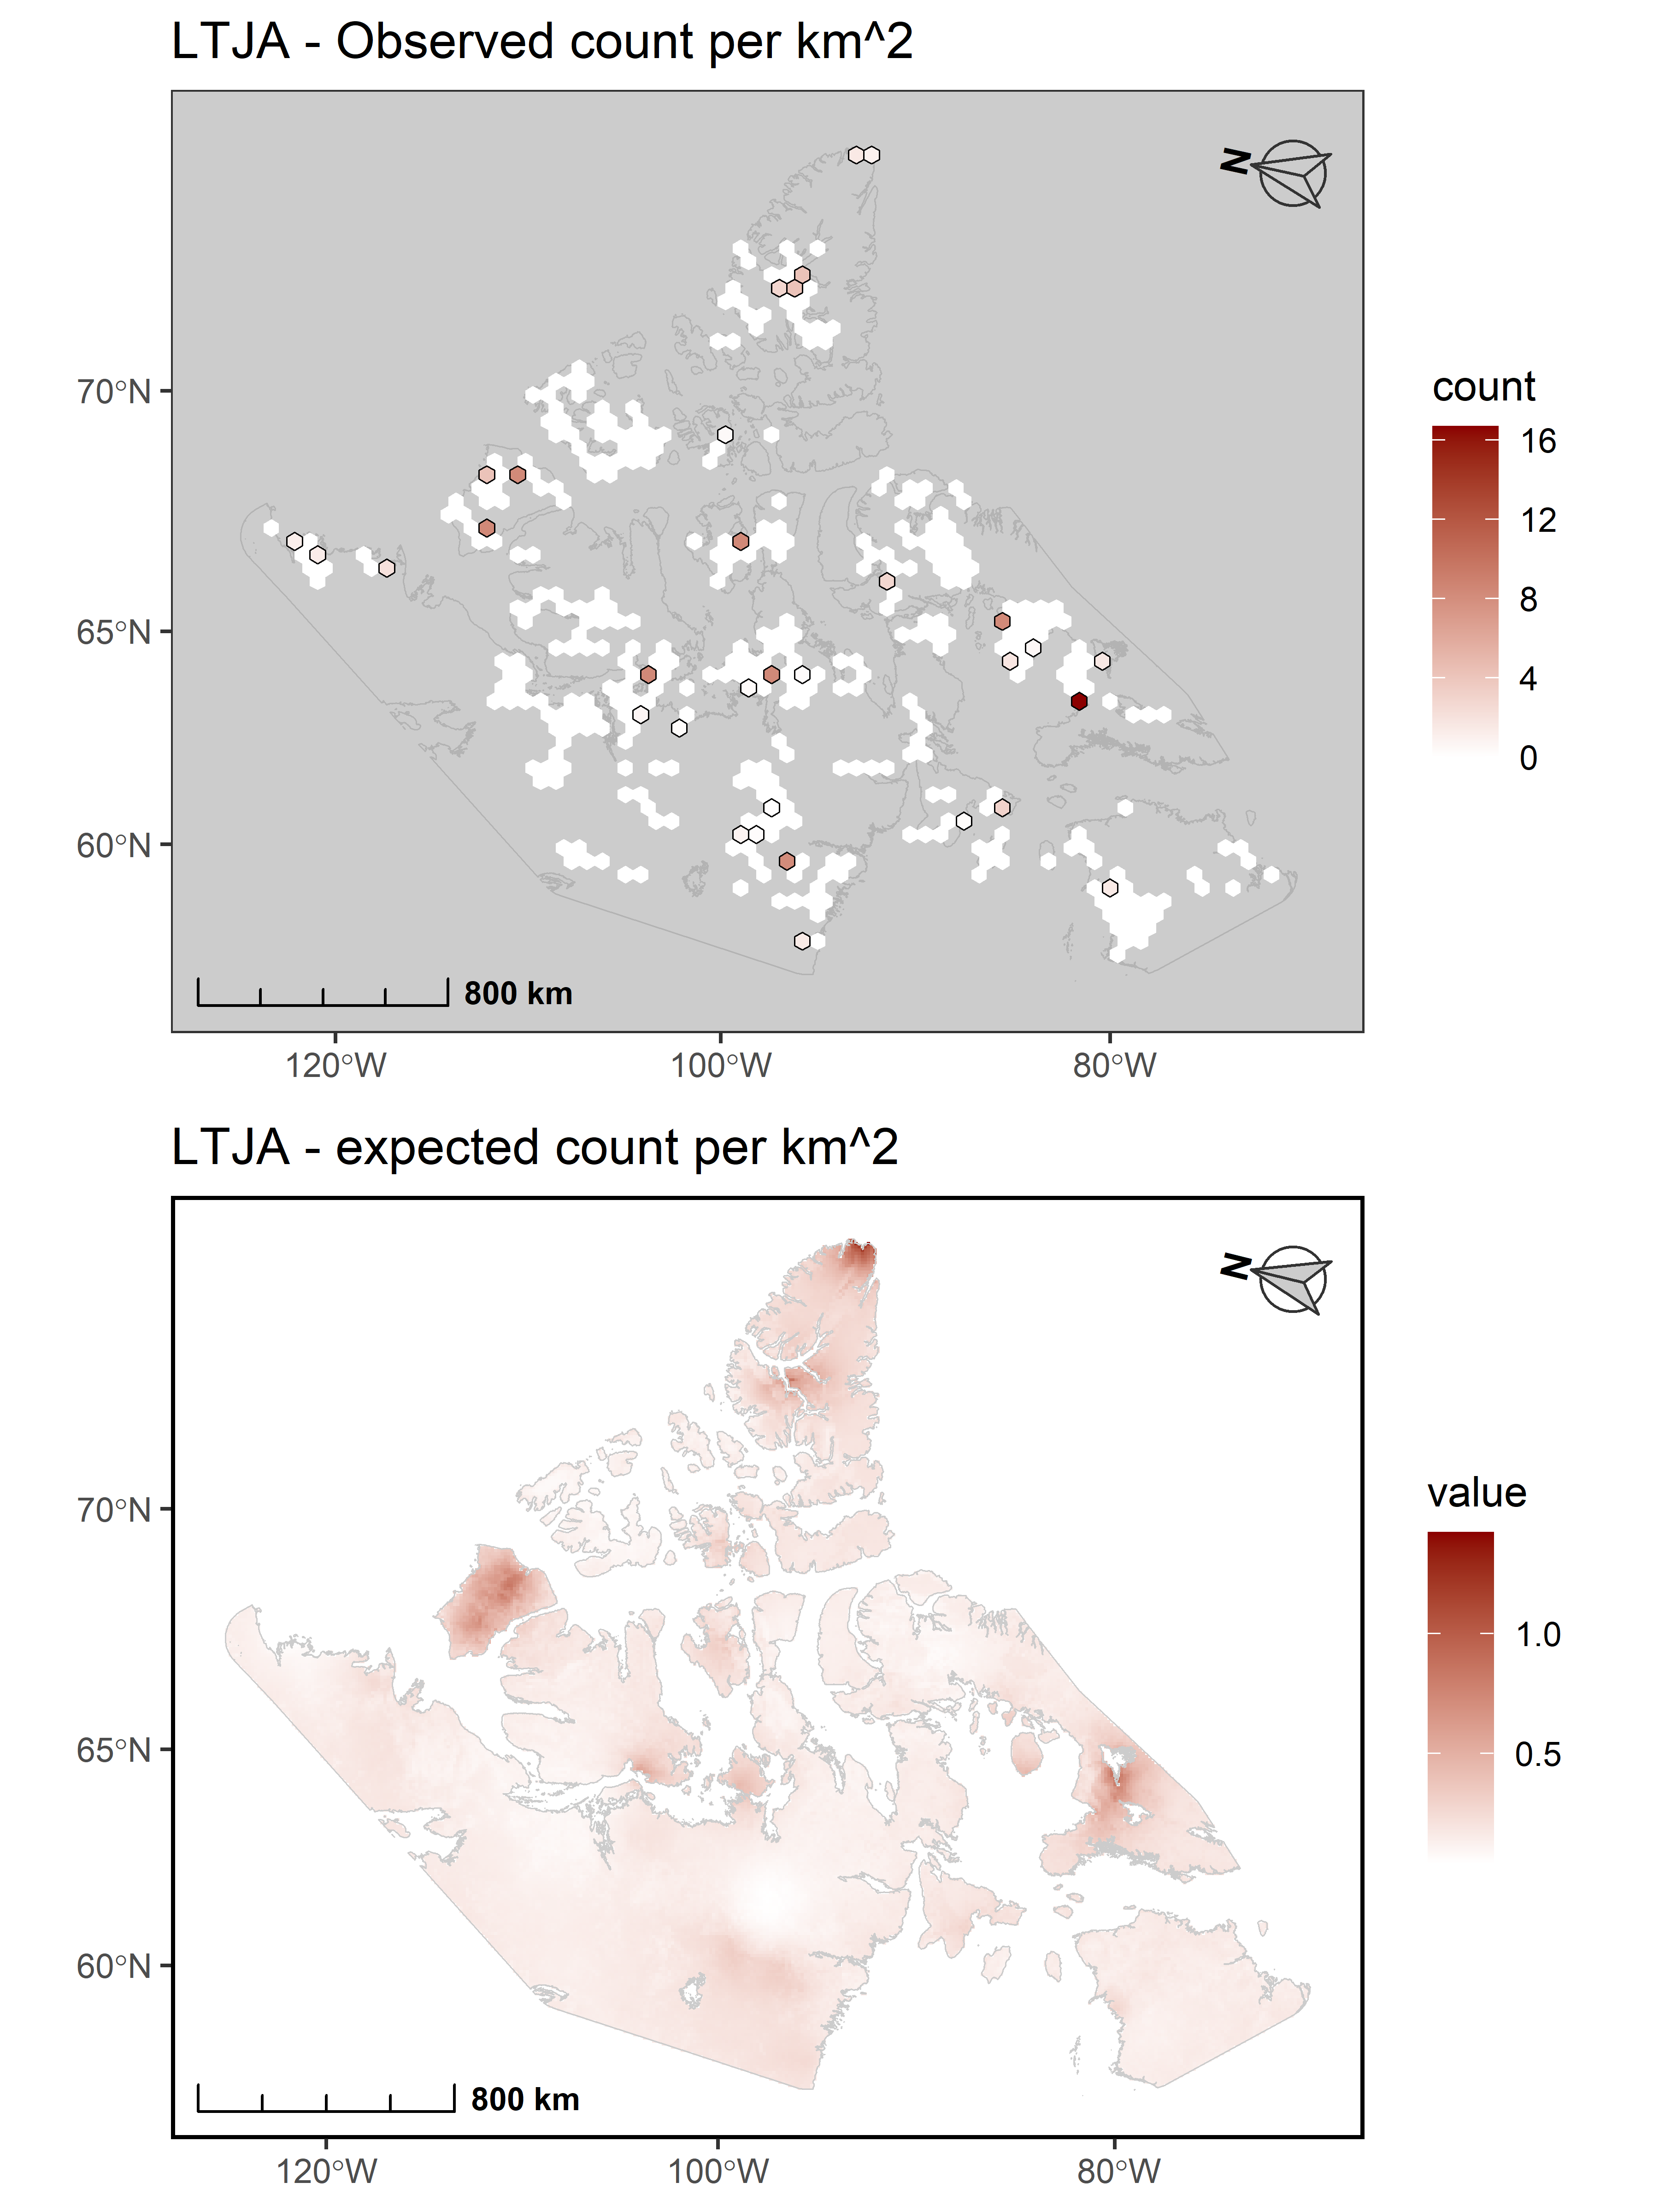 LTJA - Observed count per km^2
N
70°N
65°N
60°N
800 km
120°W
100°W
80°W
count
16
12
8
4
0
LTJA - expected count per km^2
N
70°N
65°N
60°N
800 km
120°W
100°W
80°W
value
1.0
0.5